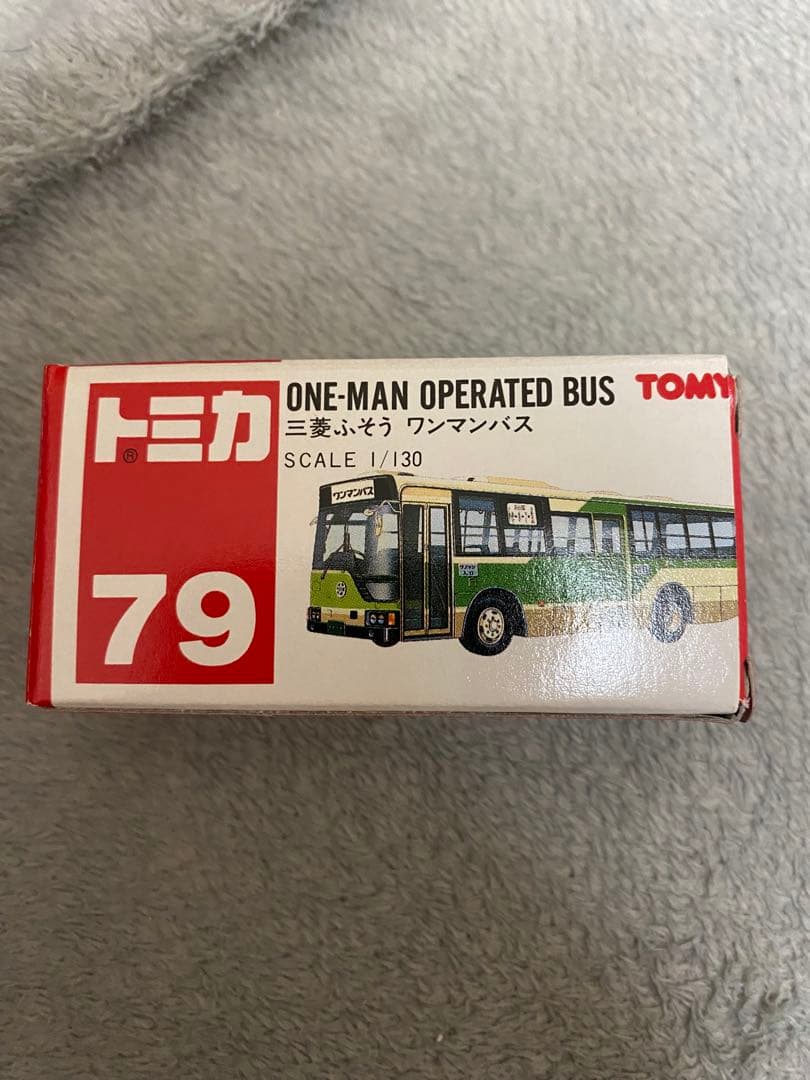 トミカ®
79
ONE-MAN OPERATED BUS
TOMY
三菱ふそう ワンマンバス
SCALE 1/130
ワンマンバス